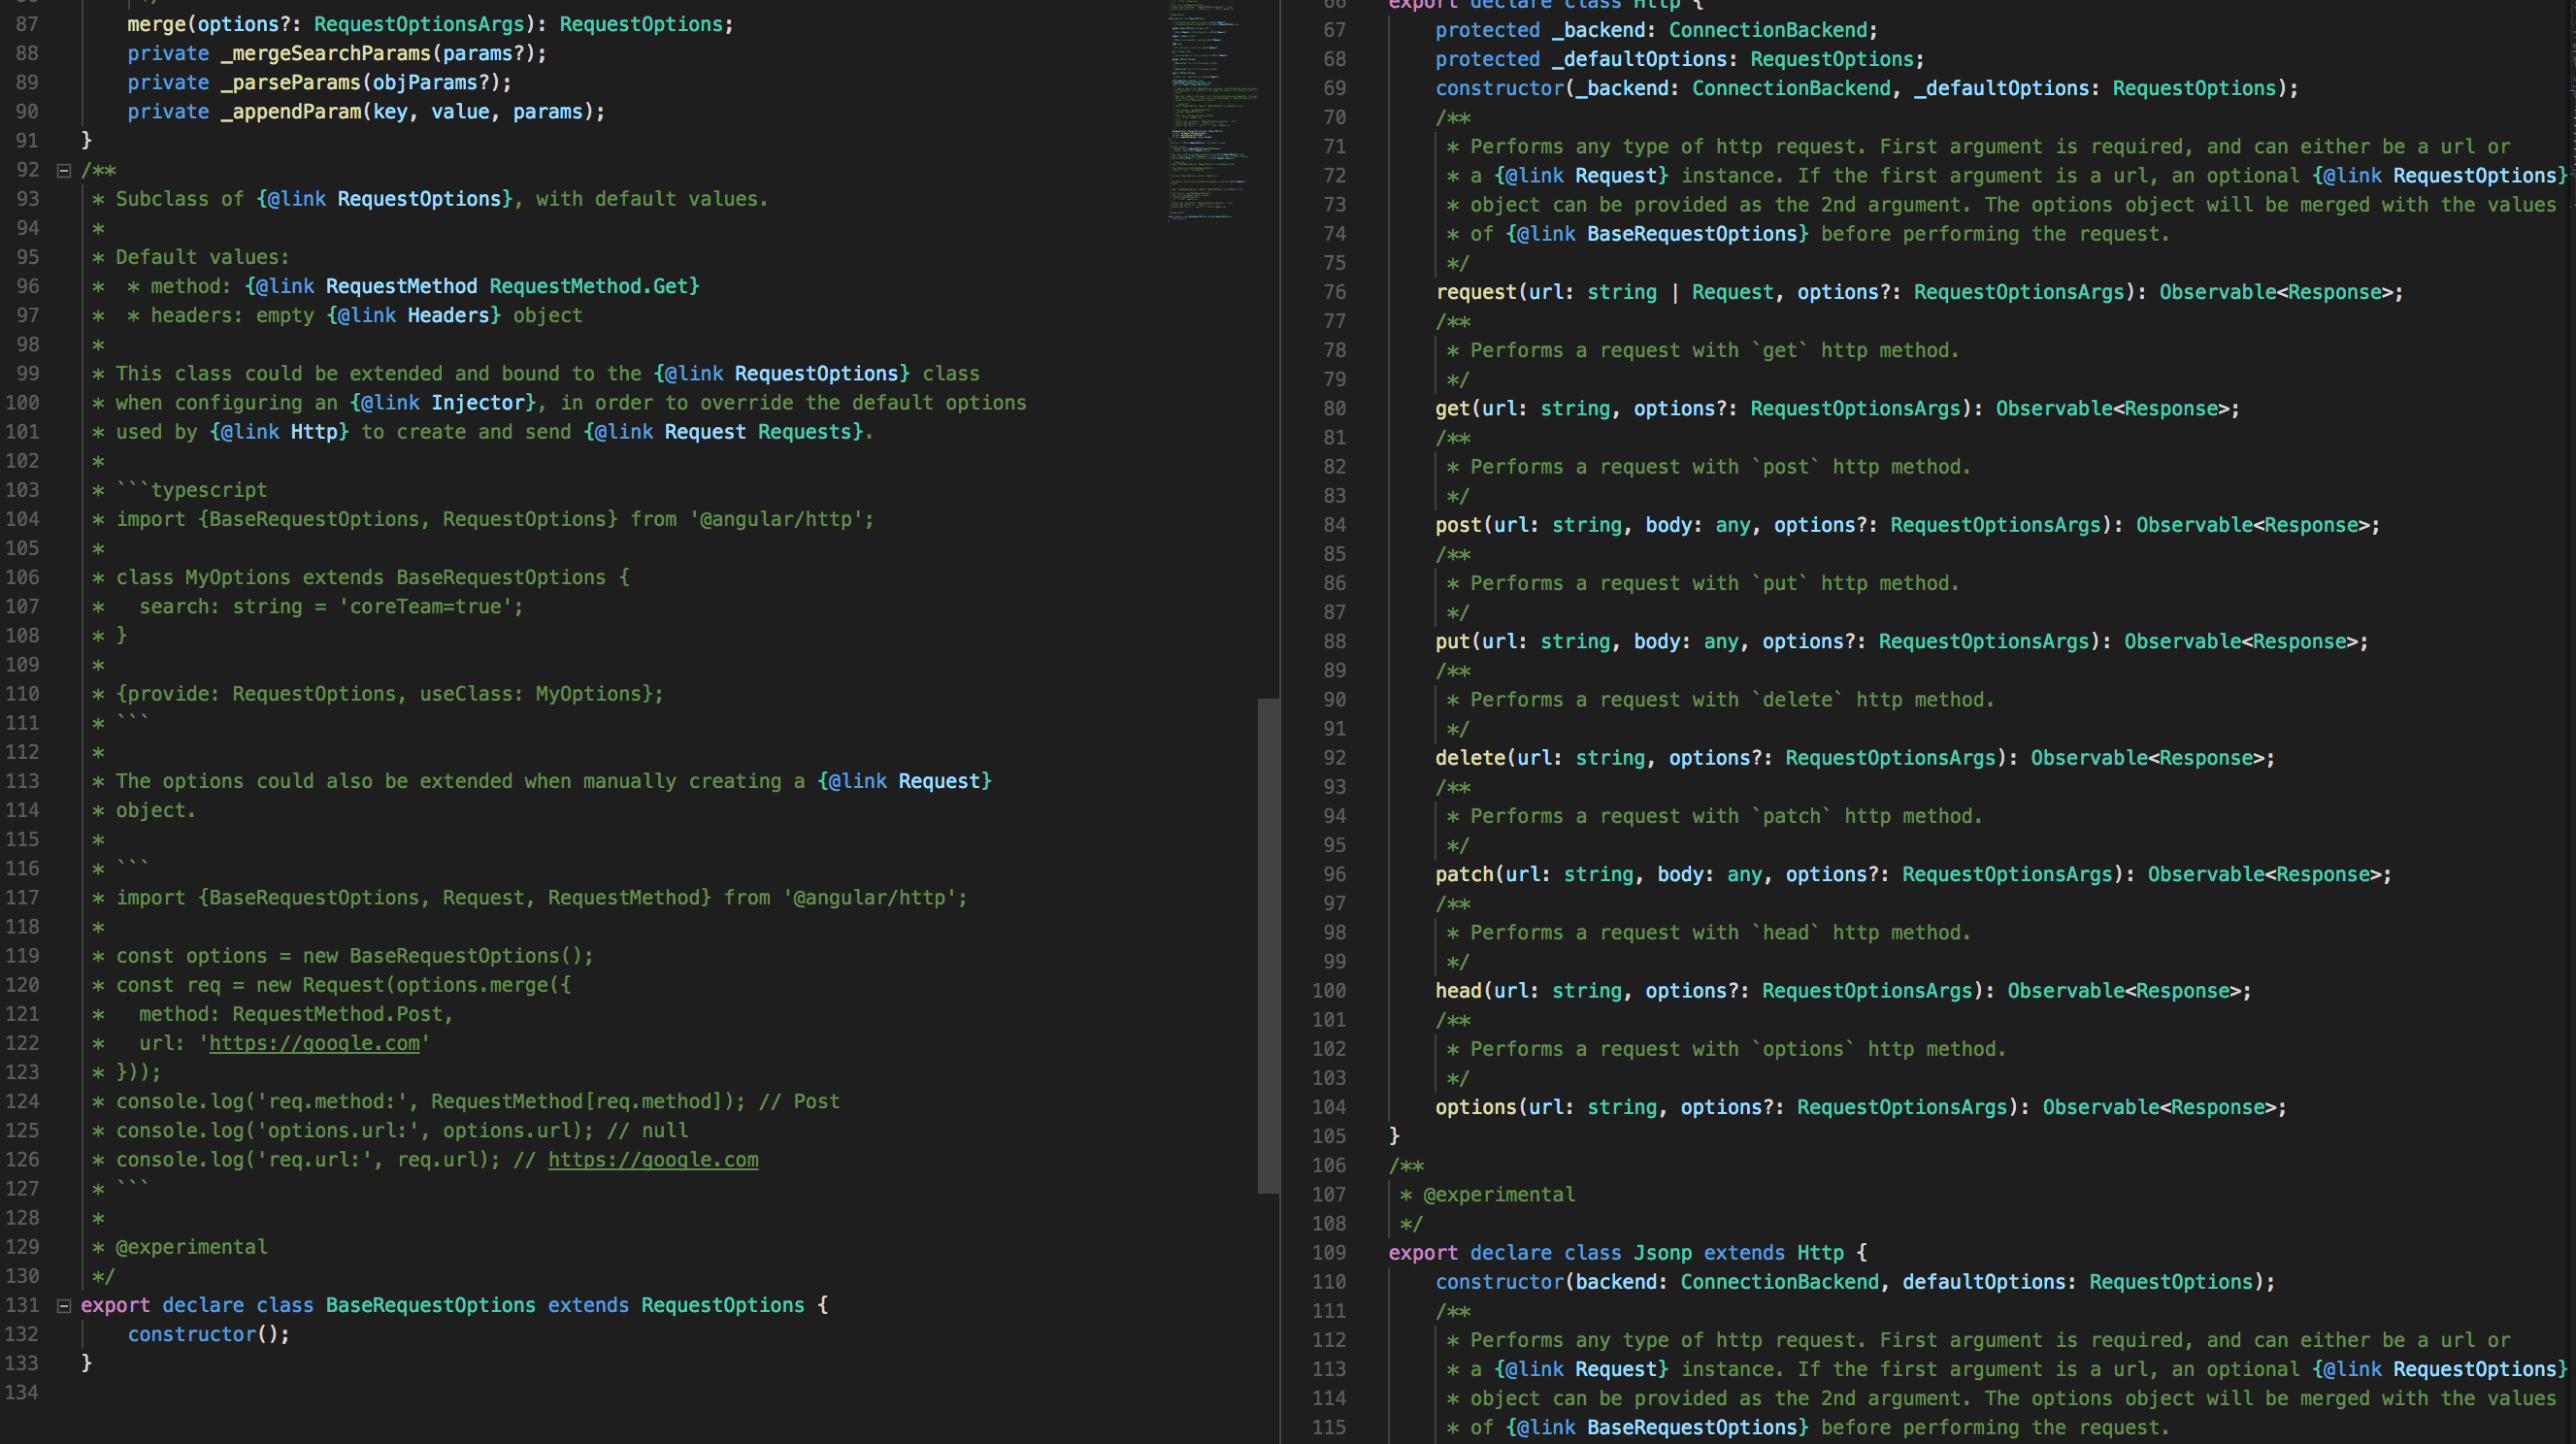 87 merge(options?: RequestOptionsArgs): RequestOptions;
88 private _mergeSearchParams(params?);
89 private _parseParams(objParams?);
90 private _appendParam(key, value, params);
91 }
92 /**
93 * Subclass of {@link RequestOptions}, with default values.
94 *
95 * Default values:
96 *  * method: {@link RequestMethod RequestMethod.Get}
97 *  * headers: empty {@link Headers} object
98 *
99 * This class could be extended and bound to the {@link RequestOptions} class
100 * when configuring an {@link Injector}, in order to override the default options
101 * used by {@link Http} to create and send {@link Request Requests}.
102 *
103 * ```typescript
104 * import {BaseRequestOptions, RequestOptions} from '@angular/http';
105 *
106 * class MyOptions extends BaseRequestOptions {
107 *   search: string = 'coreTeam=true';
108 * }
109 *
110 * {provide: RequestOptions, useClass: MyOptions};
111 * ```
112 *
113 * The options could also be extended when manually creating a {@link Request}
114 * object.
115 *
116 * ```
117 * import {BaseRequestOptions, Request, RequestMethod} from '@angular/http';
118 *
119 * const options = new BaseRequestOptions();
120 * const req = new Request(options.merge({
121 *   method: RequestMethod.Post,
122 *   url: 'https://google.com'
123 * }));
124 * console.log('req.method:', RequestMethod[req.method]); // Post
125 * console.log('options.url:', options.url); // null
126 * console.log('req.url:', req.url); // https://google.com
127 * ```
128 *
129 * @experimental
130 */
131 export declare class BaseRequestOptions extends RequestOptions {
132 constructor();
133 }
134
66 export declare class Http {
67 protected _backend: ConnectionBackend;
68 protected _defaultOptions: RequestOptions;
69 constructor(_backend: ConnectionBackend, _defaultOptions: RequestOptions);
70 /**
71 * Performs any type of http request. First argument is required, and can either be a url or
72 * a {@link Request} instance. If the first argument is a url, an optional {@link RequestOptions}
73 * object can be provided as the 2nd argument. The options object will be merged with the values
74 * of {@link BaseRequestOptions} before performing the request.
75 */
76 request(url: string | Request, options?: RequestOptionsArgs): Observable<Response>;
77 /**
78 * Performs a request with `get` http method.
79 */
80 get(url: string, options?: RequestOptionsArgs): Observable<Response>;
81 /**
82 * Performs a request with `post` http method.
83 */
84 post(url: string, body: any, options?: RequestOptionsArgs): Observable<Response>;
85 /**
86 * Performs a request with `put` http method.
87 */
88 put(url: string, body: any, options?: RequestOptionsArgs): Observable<Response>;
89 /**
90 * Performs a request with `delete` http method.
91 */
92 delete(url: string, options?: RequestOptionsArgs): Observable<Response>;
93 /**
94 * Performs a request with `patch` http method.
95 */
96 patch(url: string, body: any, options?: RequestOptionsArgs): Observable<Response>;
97 /**
98 * Performs a request with `head` http method.
99 */
100 head(url: string, options?: RequestOptionsArgs): Observable<Response>;
101 /**
102 * Performs a request with `options` http method.
103 */
104 options(url: string, options?: RequestOptionsArgs): Observable<Response>;
105 }
106 /**
107 * @experimental
108 */
109 export declare class Jsonp extends Http {
110 constructor(backend: ConnectionBackend, defaultOptions: RequestOptions);
111 /**
112 * Performs any type of http request. First argument is required, and can either be a url or
113 * a {@link Request} instance. If the first argument is a url, an optional {@link RequestOptions}
114 * object can be provided as the 2nd argument. The options object will be merged with the values
115 * of {@link BaseRequestOptions} before performing the request.